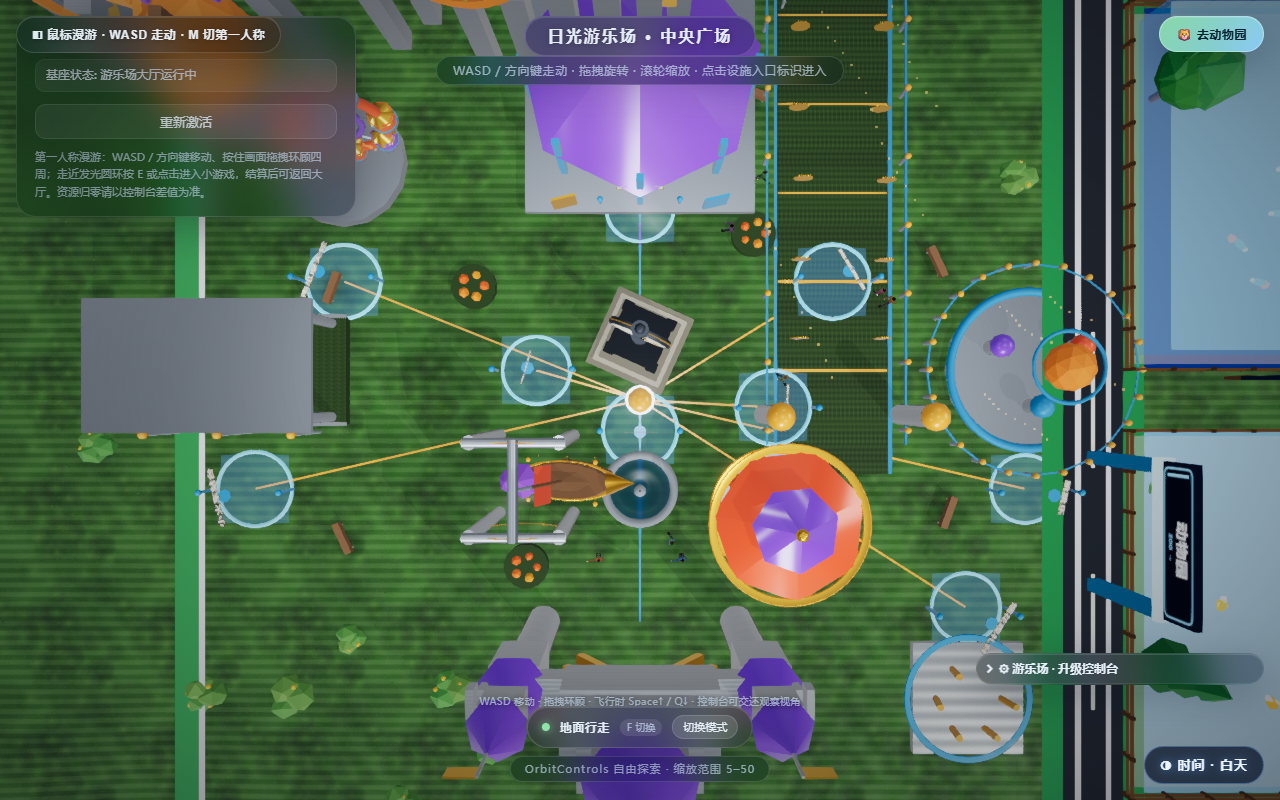 鼠标漫游 · WASD 走动 · M 切第一人称
基座状态: 游乐场大厅运行中
重新激活
第一人称漫游：WASD / 方向键移动、按住画面拖拽环顾四
周；走近发光圆环按 E 或点击进入小游戏，结算后可返回大
厅。资源归零请以控制台差值为准。
日光游乐场 • 中央广场
WASD / 方向键走动 · 拖拽旋转 · 滚轮缩放 · 点击设施入口标识进入
去动物园
动物园
游乐场 · 升级控制台
WASD 移动 · 拖拽环顾 · 飞行时 Space↑ / Q↓ · 控制台可交还观察视角
地面行走 F 切换 切换模式
OrbitControls 自由探索 · 缩放范围 5–50
时间 · 白天